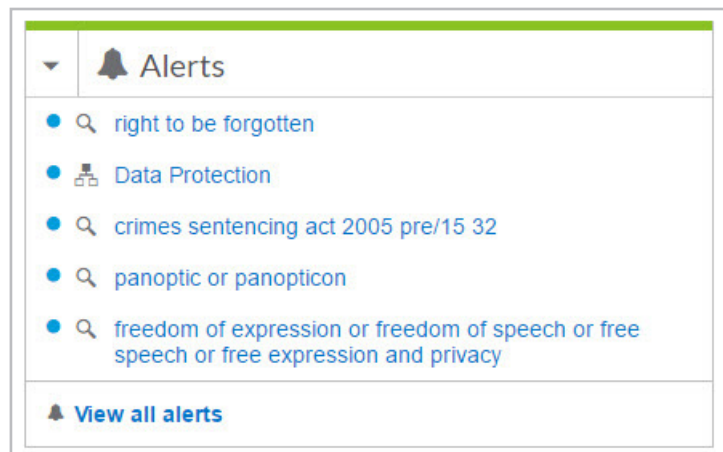 Alerts
right to be forgotten
Data Protection
crimes sentencing act 2005 pre/15 32
panoptic or panopticon
freedom of expression or freedom of speech or free
speech or free expression and privacy
View all alerts